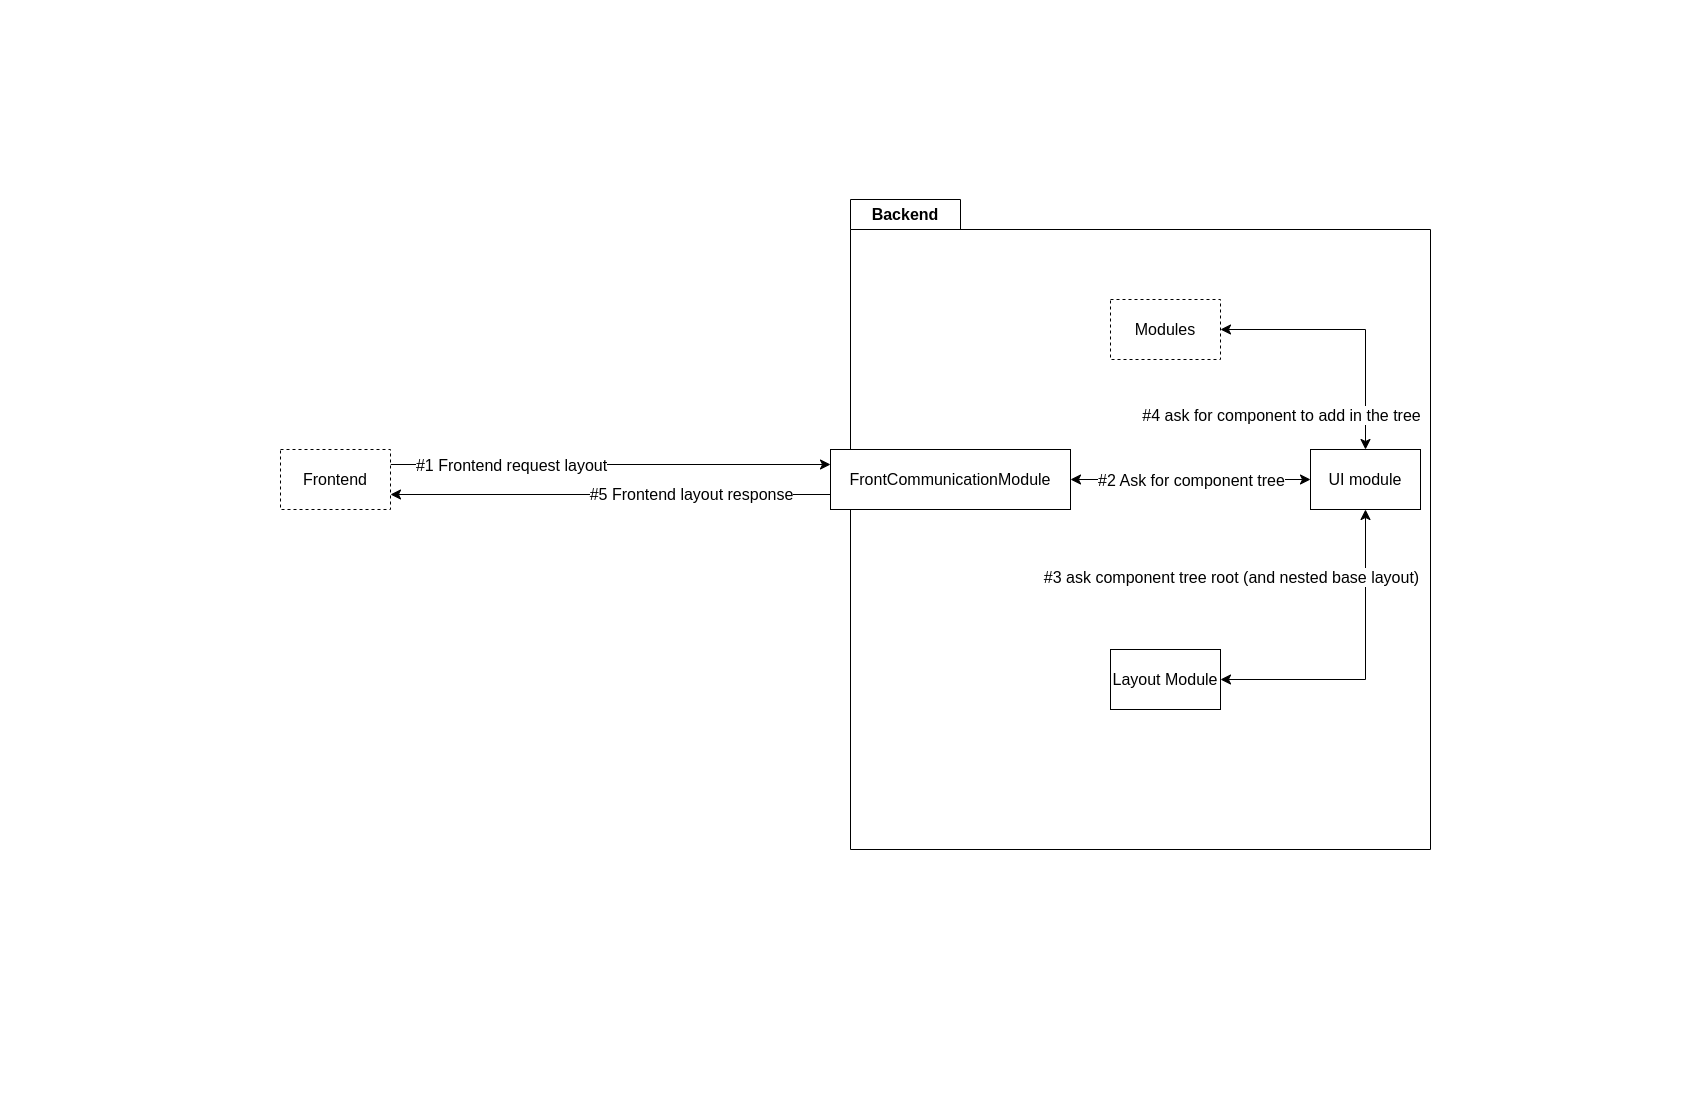 Backend
Modules
#4 ask for component to add in the tree
#1 Frontend request layout
Frontend
FrontCommunicationModule
#2 Ask for component tree
UI module
#5 Frontend layout response
#3 ask component tree root (and nested base layout)
Layout Module